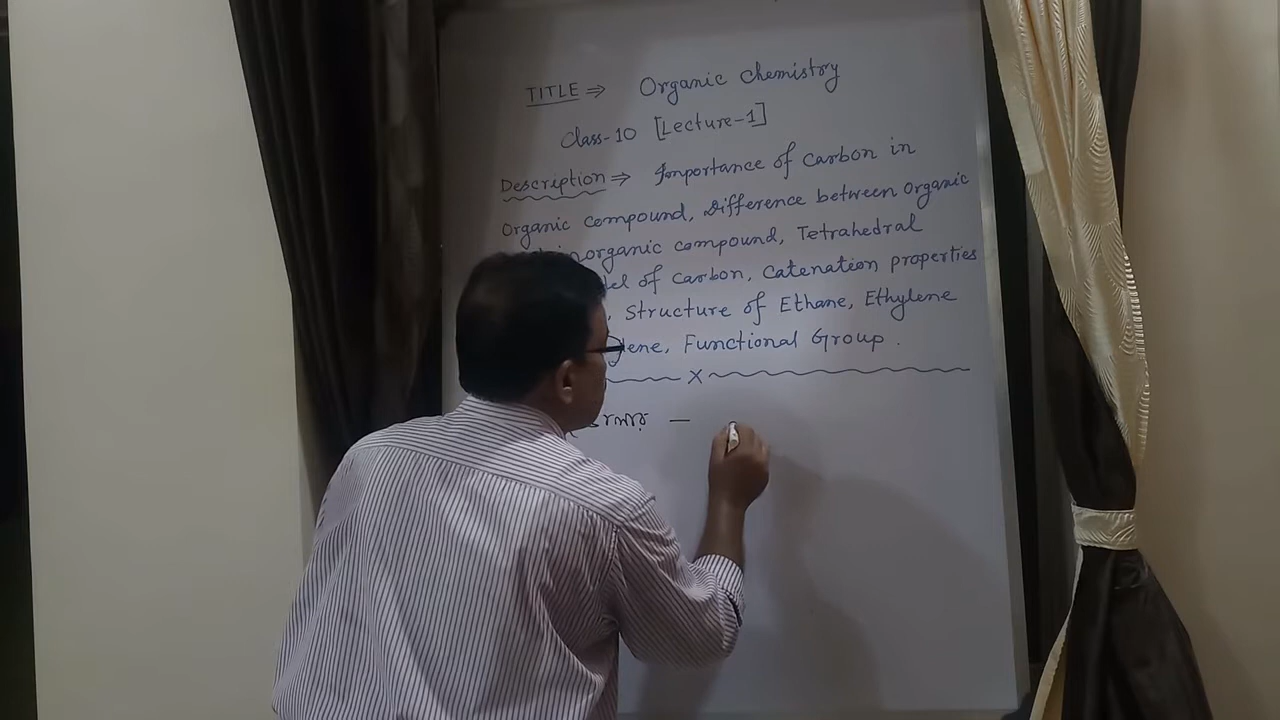 TITLE ⇒ Organic chemistry
Class-10 [Lecture-1]
Description ⇒ Importance of carbon in
Organic compound, Difference between organic
inorganic compound, Tetrahedral
of carbon, catenation properties
, Structure of Ethane, Ethylene
, Functional Group.
x
—